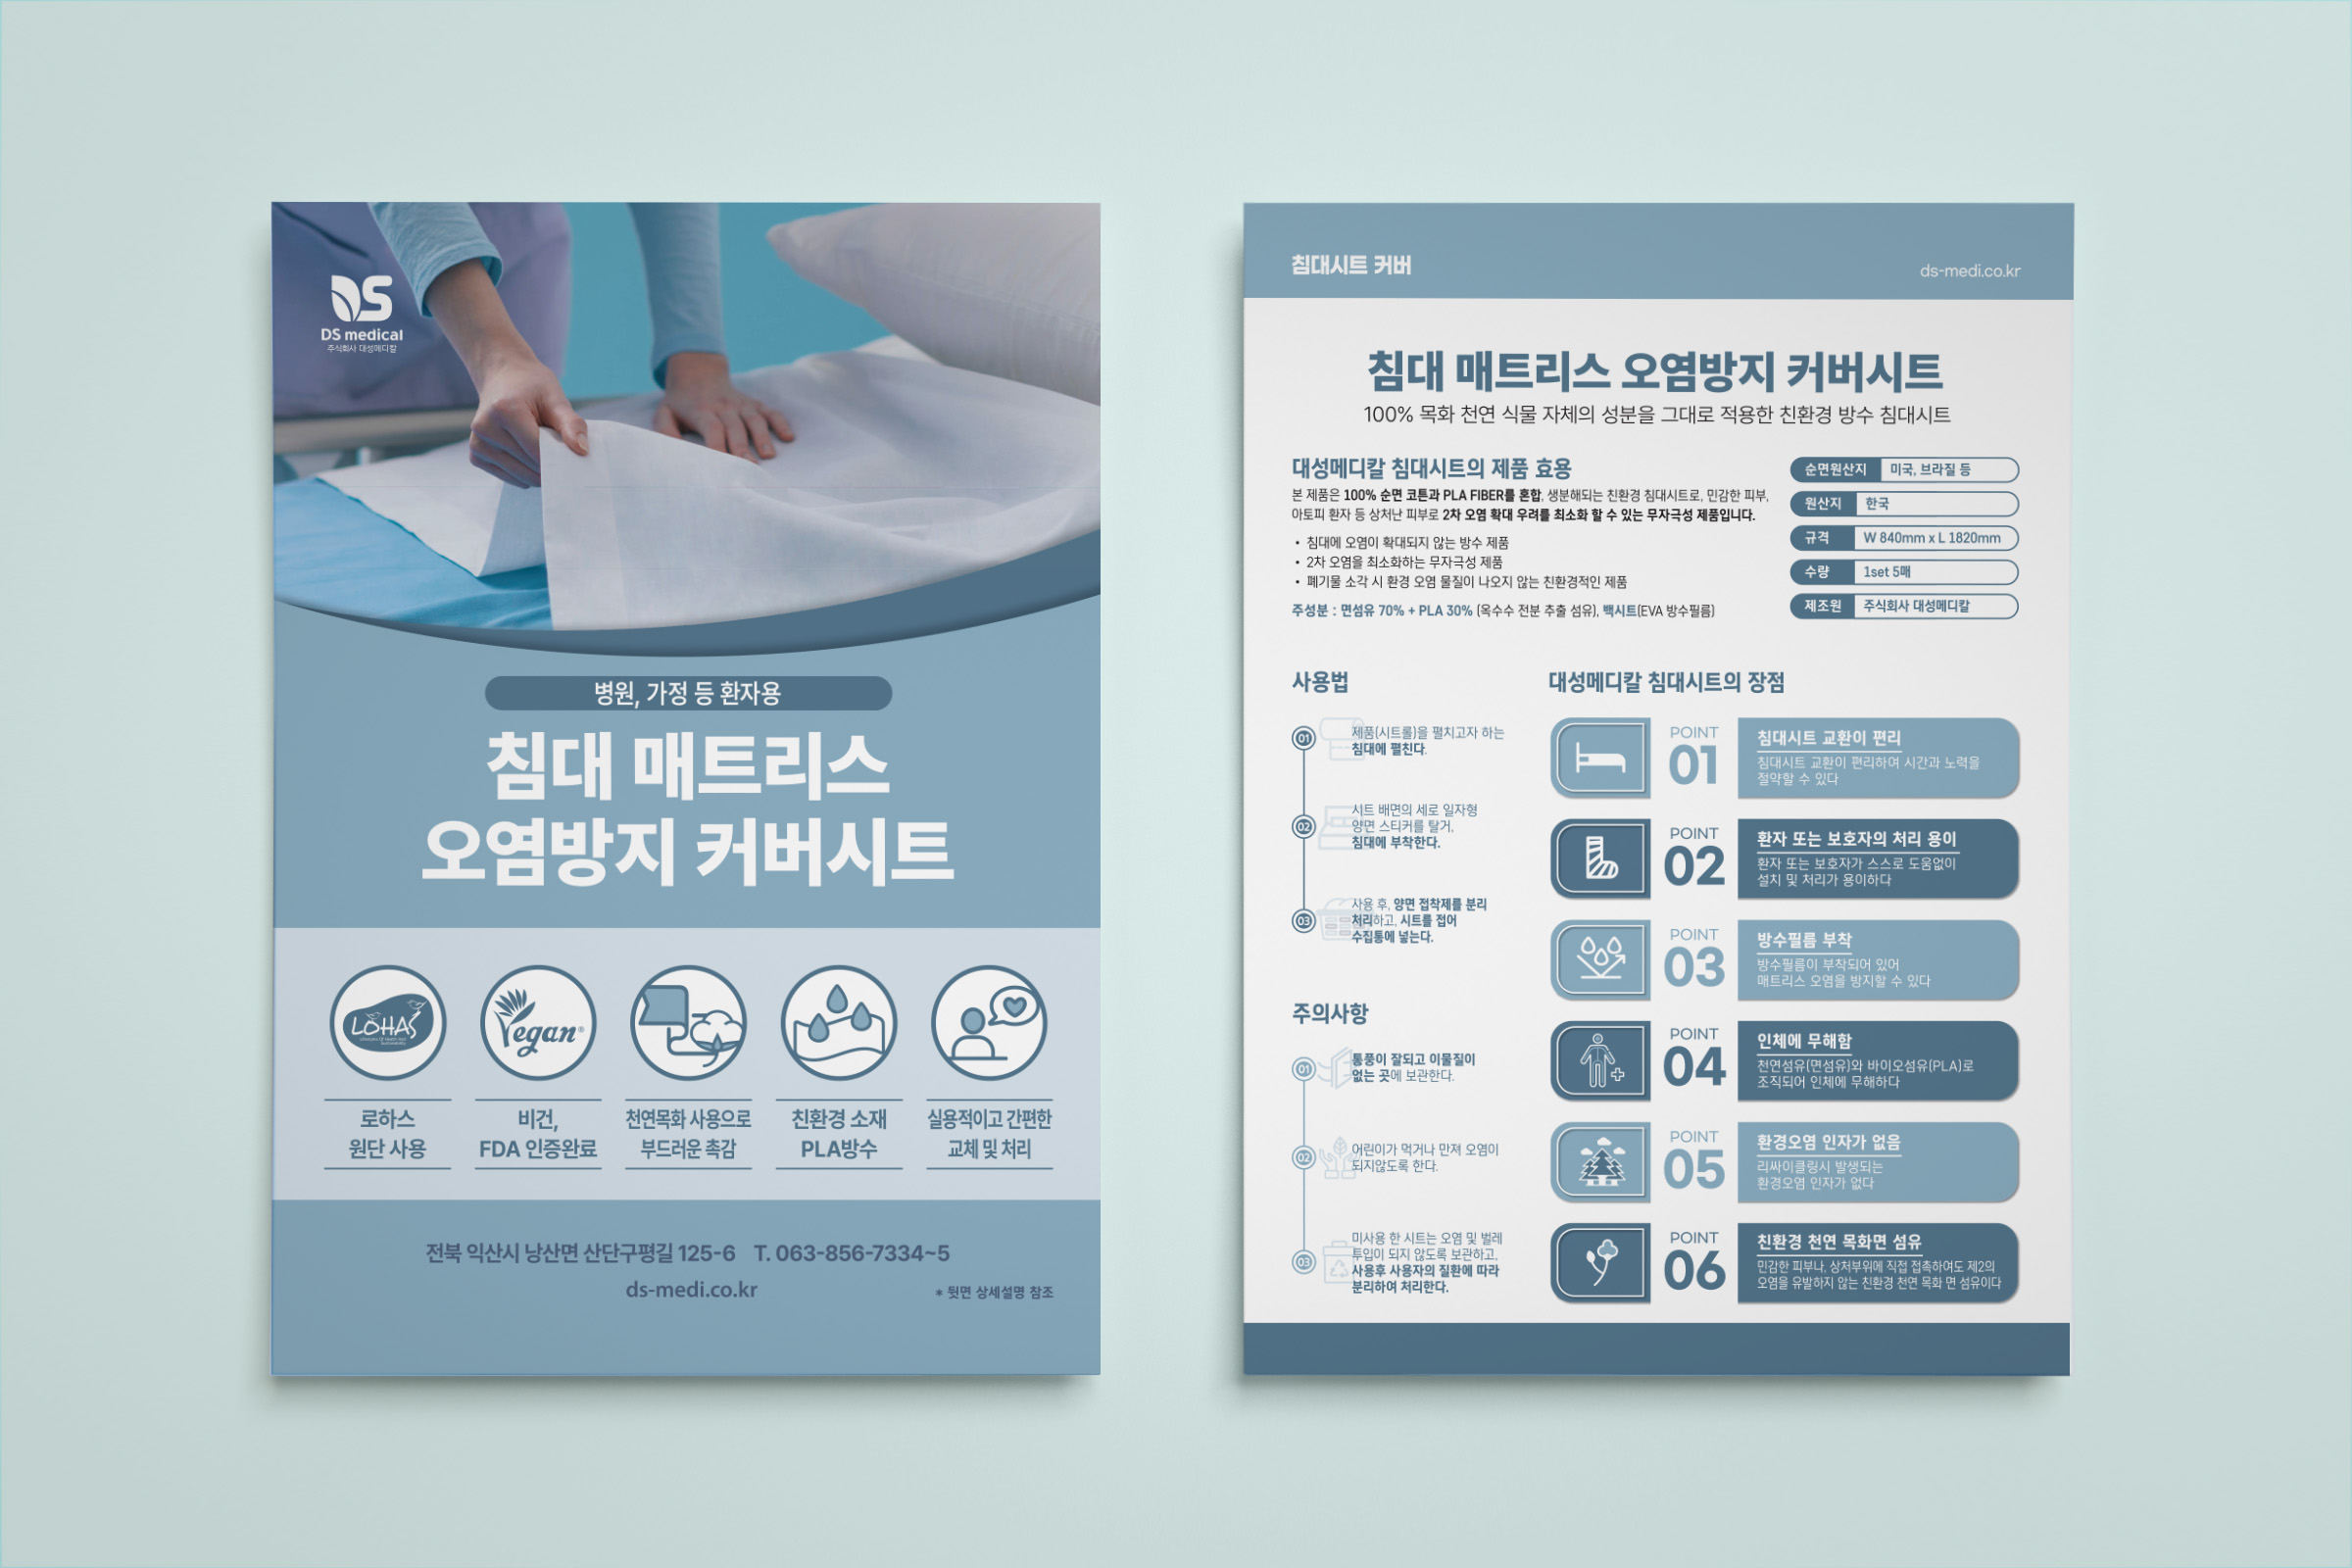 DS
DS medical
주식회사 대성메디칼
병원, 가정 등 환자용
침대 매트리스
오염방지 커버시트
LOHAS
Vegan®
로하스
원단 사용
비건,
FDA 인증완료
천연목화 사용으로
부드러운 촉감
친환경 소재
PLA방수
실용적이고 간편한
교체 및 처리
전북 익산시 낭산면 산단구평길 125-6 T. 063-856-7334~5
ds-medi.co.kr
* 뒷면 상세설명 참조
침대시트 커버
ds-medi.co.kr
침대 매트리스 오염방지 커버시트
100% 목화 천연 식물 자체의 성분을 그대로 적용한 친환경 방수 침대시트
대성메디칼 침대시트의 제품 효용
본 제품은 100% 순면 코튼과 PLA FIBER를 혼합, 생분해되는 친환경 침대시트로, 민감한 피부,
아토피 환자 등 상처난 피부로 2차 오염 확대 우려를 최소화 할 수 있는 무자극성 제품입니다.
• 침대에 오염이 확대되지 않는 방수 제품
• 2차 오염을 최소화하는 무자극성 제품
• 폐기물 소각 시 환경 오염 물질이 나오지 않는 친환경적인 제품
주성분 : 면섬유 70% + PLA 30% (옥수수 전분 추출 섬유), 백시트(EVA 방수필름)
순면원산지 미국, 브라질 등
원산지 한국
규격 W 840mm x L 1820mm
수량 1set 5매
제조원 주식회사 대성메디칼
사용법
01
제품(시트롤)을 펼치고자 하는
침대에 펼친다.
02
시트 배면의 세로 일자형
양면 스티커를 탈거,
침대에 부착한다.
03
사용 후, 양면 접착제를 분리
처리하고, 시트를 접어
수집통에 넣는다.
주의사항
01
통풍이 잘되고 이물질이
없는 곳에 보관한다.
02
어린이가 먹거나 만져 오염이
되지않도록 한다.
03
미사용 한 시트는 오염 및 벌레
투입이 되지 않도록 보관하고,
사용후 사용자의 질환에 따라
분리하여 처리한다.
대성메디칼 침대시트의 장점
POINT
01
침대시트 교환이 편리
침대시트 교환이 편리하여 시간과 노력을
절약할 수 있다
POINT
02
환자 또는 보호자의 처리 용이
환자 또는 보호자가 스스로 도움없이
설치 및 처리가 용이하다
POINT
03
방수필름 부착
방수필름이 부착되어 있어
매트리스 오염을 방지할 수 있다
POINT
04
인체에 무해함
천연섬유(면섬유)와 바이오섬유(PLA)로
조직되어 인체에 무해하다
POINT
05
환경오염 인자가 없음
리싸이클링시 발생되는
환경오염 인자가 없다
POINT
06
친환경 천연 목화면 섬유
민감한 피부나, 상처부위에 직접 접촉하여도 제2의
오염을 유발하지 않는 친환경 천연 목화 면 섬유이다